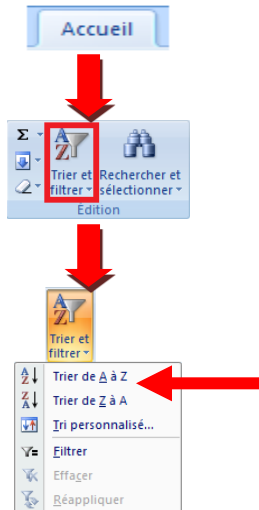 Accueil
Σ
Trier et Rechercher et
filtrer sélectionner
Édition
Trier et
filtrer
Trier de A à Z
Trier de Z à A
Tri personnalisé...
Filtrer
Effacer
Réappliquer